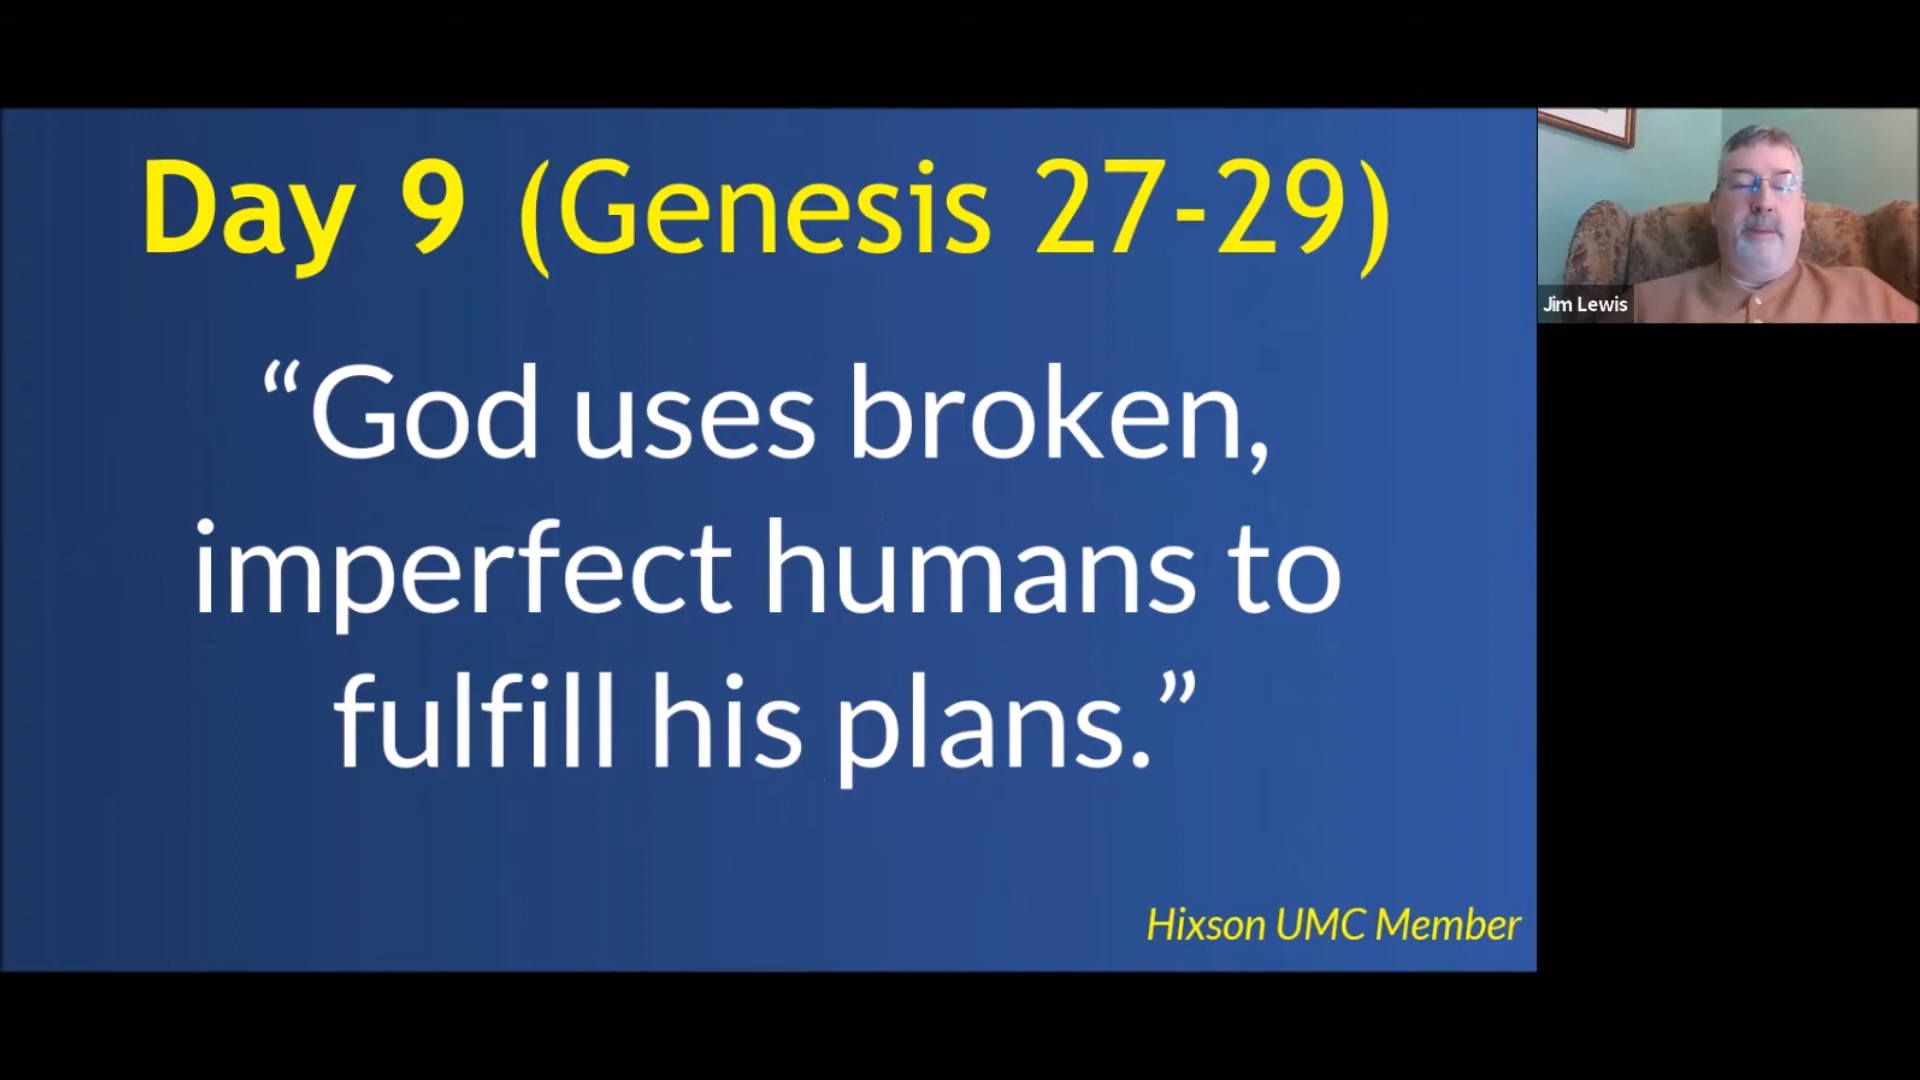 Day 9 (Genesis 27-29)
“God uses broken,
imperfect humans to
fulfill his plans.”
Hixson UMC Member
Jim Lewis